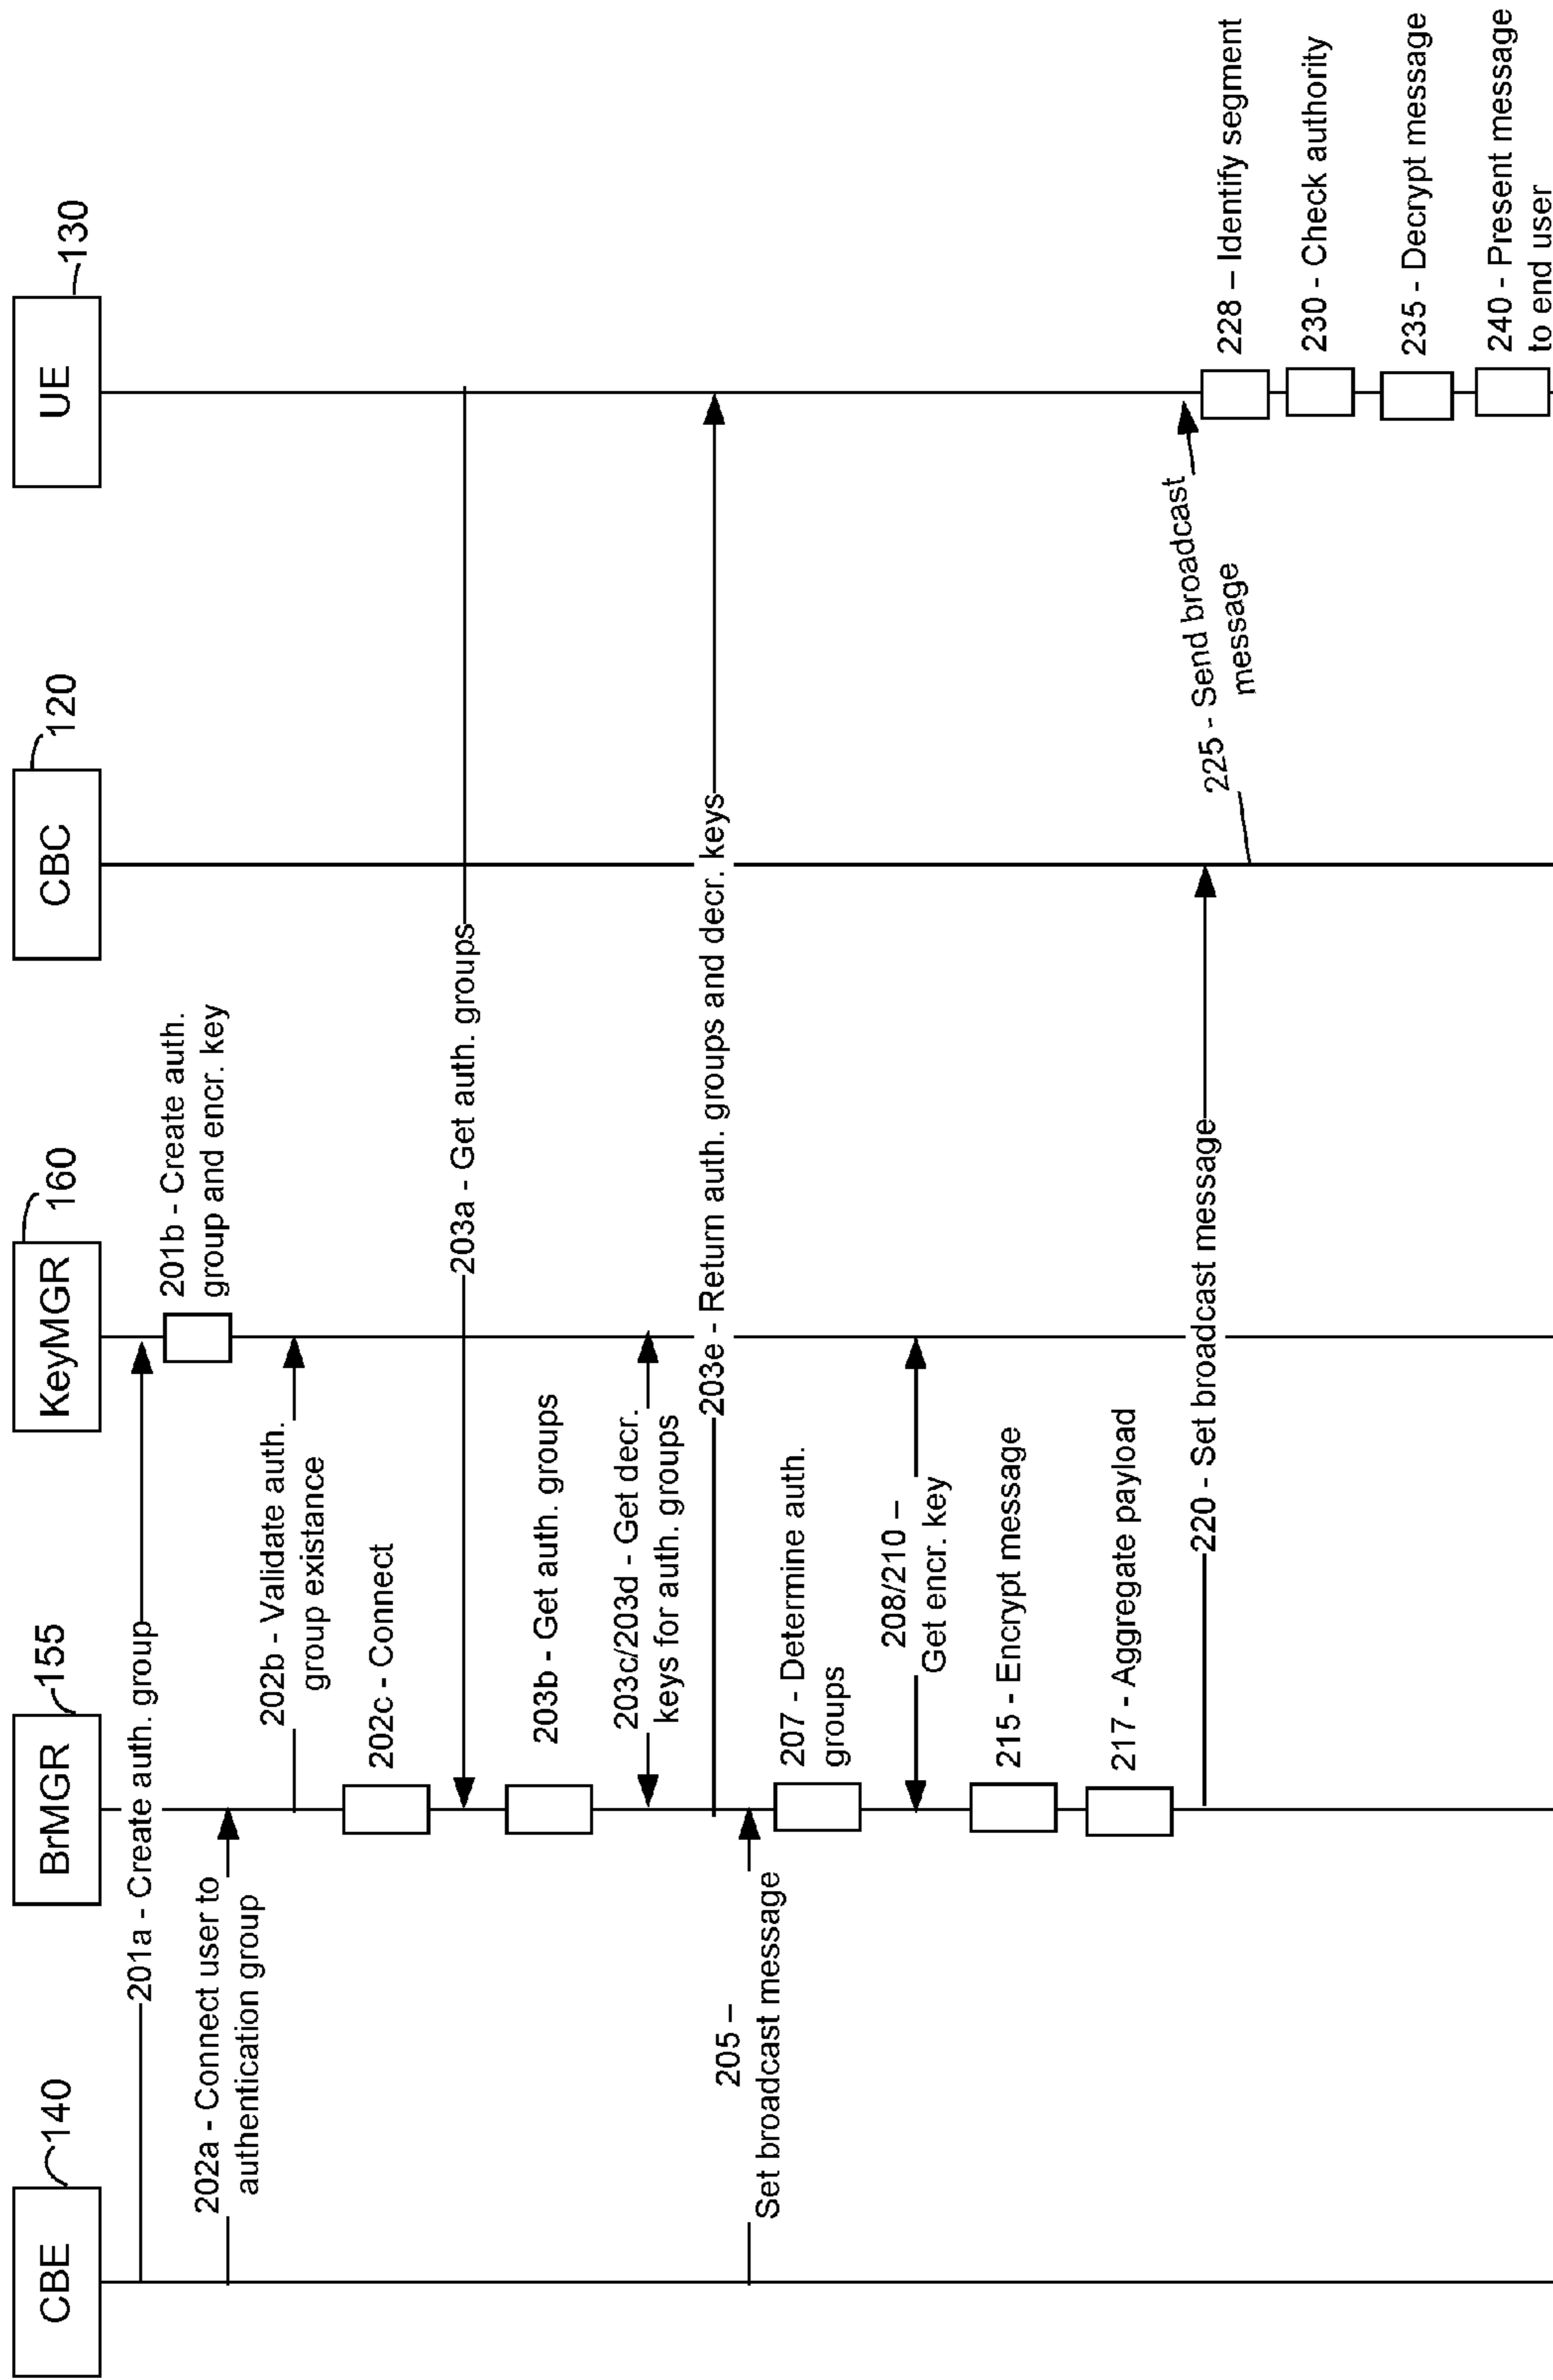 CBE
140
BrMGR
155
KeyMGR
160
CBC
120
UE
130
201a - Create auth. group
201b - Create auth.
group and encr. key
202a - Connect user to
authentication group
202b - Validate auth.
group existance
202c - Connect
203a - Get auth. groups
203b - Get auth. groups
203c/203d - Get decr.
keys for auth. groups
203e - Return auth. groups and decr. keys
205 –
Set broadcast message
207 - Determine auth.
groups
208/210 –
Get encr. key
215 - Encrypt message
217 - Aggregate payload
220 - Set broadcast message
225 - Send broadcast
message
228 – Identify segment
230 - Check authority
235 - Decrypt message
240 - Present message
to end user